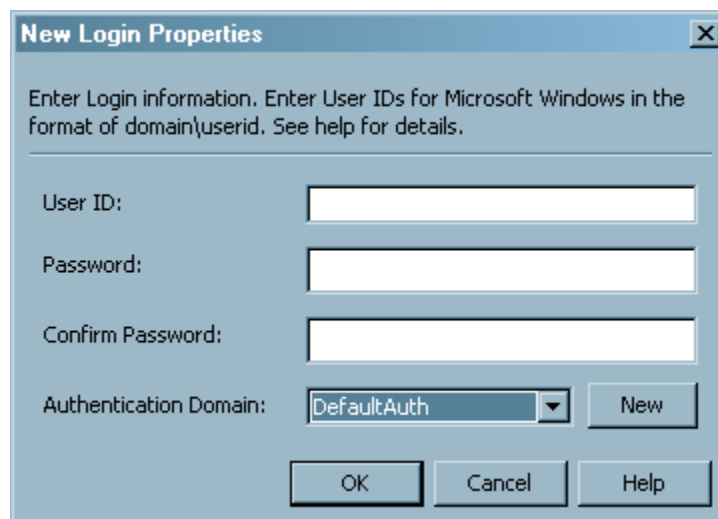 New Login Properties
Enter Login information. Enter User IDs for Microsoft Windows in the
format of domain\userid. See help for details.
User ID:
Password:
Confirm Password:
Authentication Domain: DefaultAuth New
OK Cancel Help